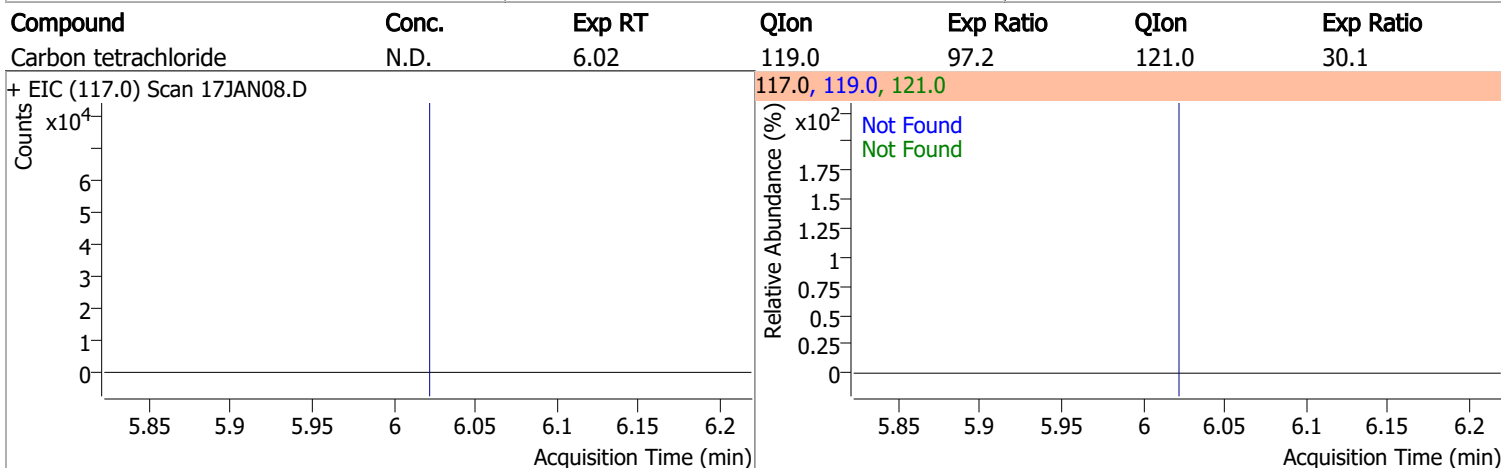 Compound Conc. Exp RT QIon Exp Ratio QIon Exp Ratio
Carbon tetrachloride N.D. 6.02 119.0 97.2 121.0 30.1
+ EIC (117.0) Scan 17JAN08.D
Counts
x10⁴
6
5
4
3
2
1
0
5.85 5.9 5.95 6 6.05 6.1 6.15 6.2
Acquisition Time (min)
117.0, 119.0, 121.0
Relative Abundance (%)
x10²
Not Found
Not Found
1.75
1.5
1.25
1
0.75
0.5
0.25
0
5.85 5.9 5.95 6 6.05 6.1 6.15 6.2
Acquisition Time (min)